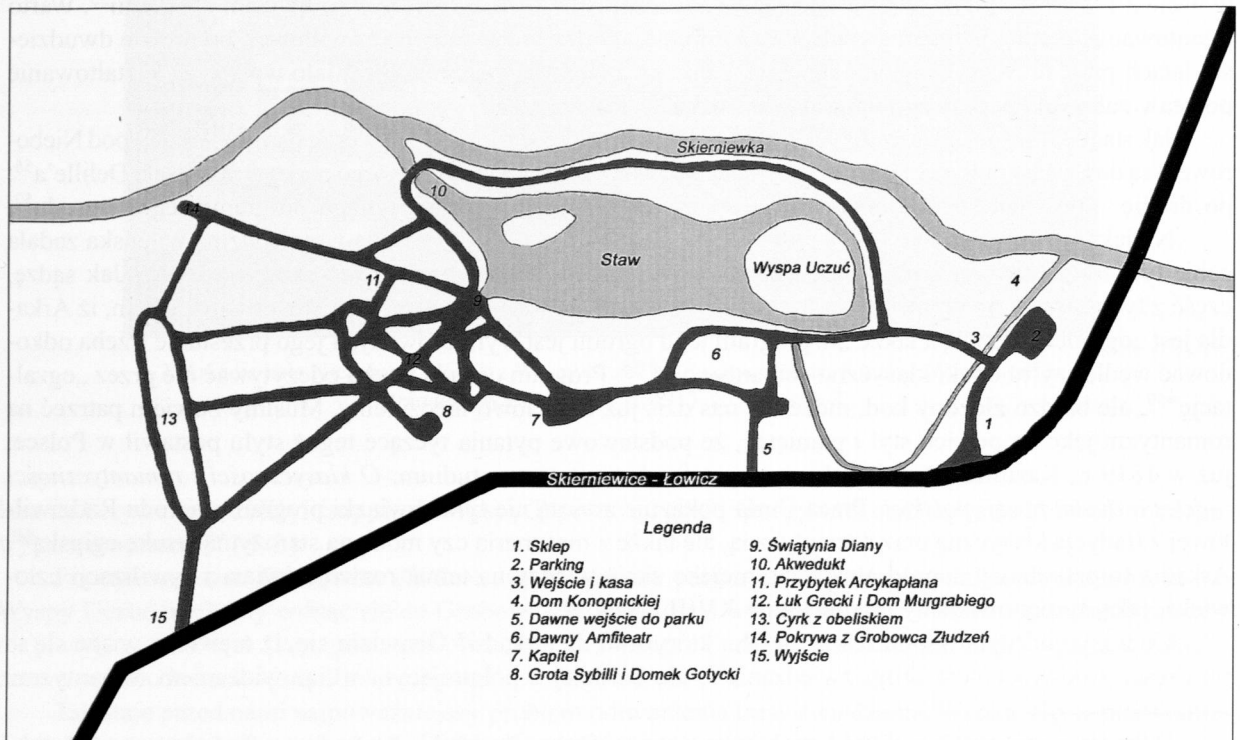 Skierniewka
10
14
Staw
Wyspa Uczuć
11
4
9
3
2
6
12
13
8
7
1
5
Skierniewice - Łowicz
15
Legenda
1. Sklep
2. Parking
3. Wejście i kasa
4. Dom Konopnickiej
5. Dawne wejście do parku
6. Dawny Amfiteatr
7. Kapitel
8. Grota Sybilli i Domek Gotycki
9. Świątynia Diany
10. Akwedukt
11. Przybytek Arcykapłana
12. Łuk Grecki i Dom Murgrabiego
13. Cyrk z obeliskiem
14. Pokrywa z Grobowca Złudzeń
15. Wyjście